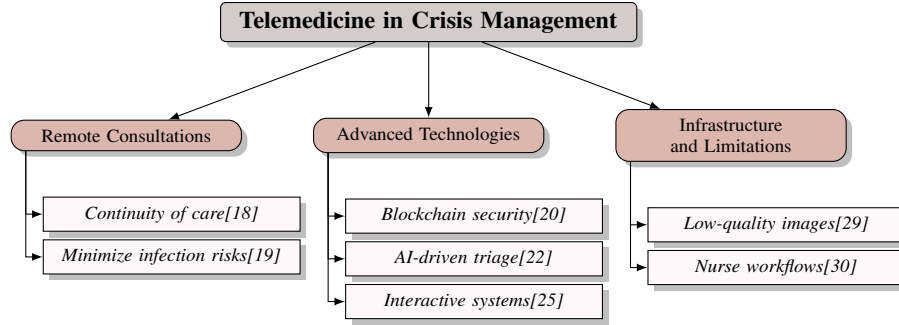 Telemedicine in Crisis Management
Remote Consultations
Continuity of care[18]
Minimize infection risks[19]
Advanced Technologies
Blockchain security[20]
AI-driven triage[22]
Interactive systems[25]
Infrastructure
and Limitations
Low-quality images[29]
Nurse workflows[30]